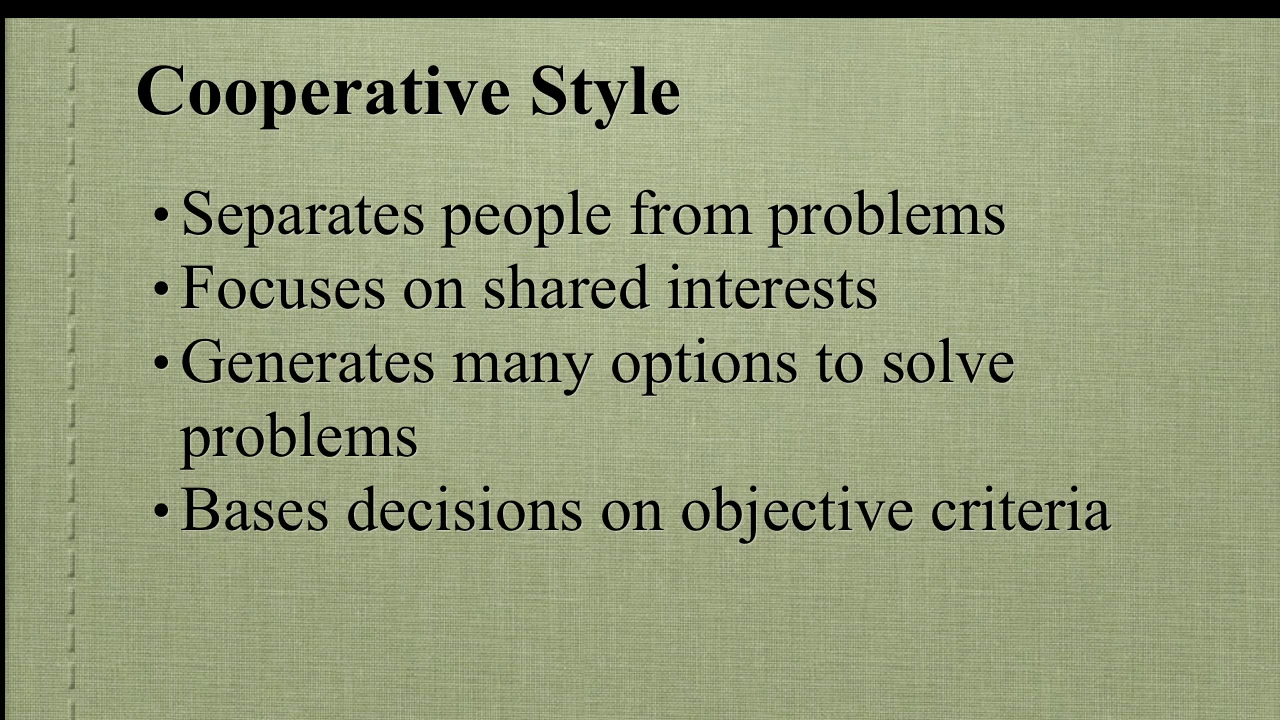 Cooperative Style
• Separates people from problems
• Focuses on shared interests
• Generates many options to solve
problems
• Bases decisions on objective criteria